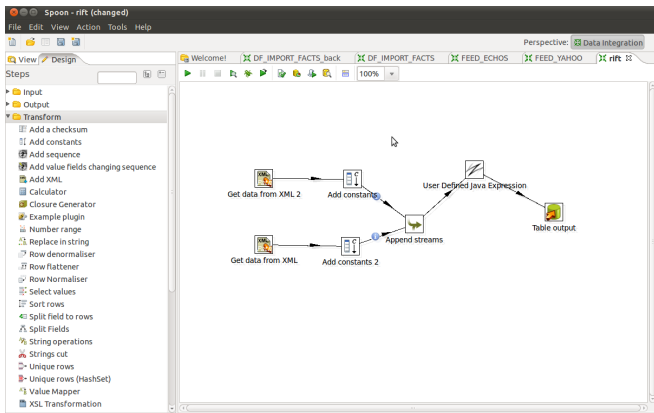 Spoon - rift (changed)
File Edit View Action Tools Help
Perspective: Data Integration
View Design
Welcome! DF_IMPORT_FACTS_back DF_IMPORT_FACTS FEED_ECHOS FEED_YAHOO rift
Steps
100%
Input
Output
Transform
Add a checksum
Add constants
Add sequence
Add value fields changing sequence
Add XML
Calculator
Closure Generator
Example plugin
Number range
Replace in string
Row denormaliser
Row flattener
Row Normaliser
Select values
Sort rows
Split field to rows
Split Fields
String operations
Strings cut
Unique rows
Unique rows (HashSet)
Value Mapper
XSL Transformation
Get data from XML 2
Add constants
User Defined Java Expression
Table output
Append streams
Get data from XML
Add constants 2